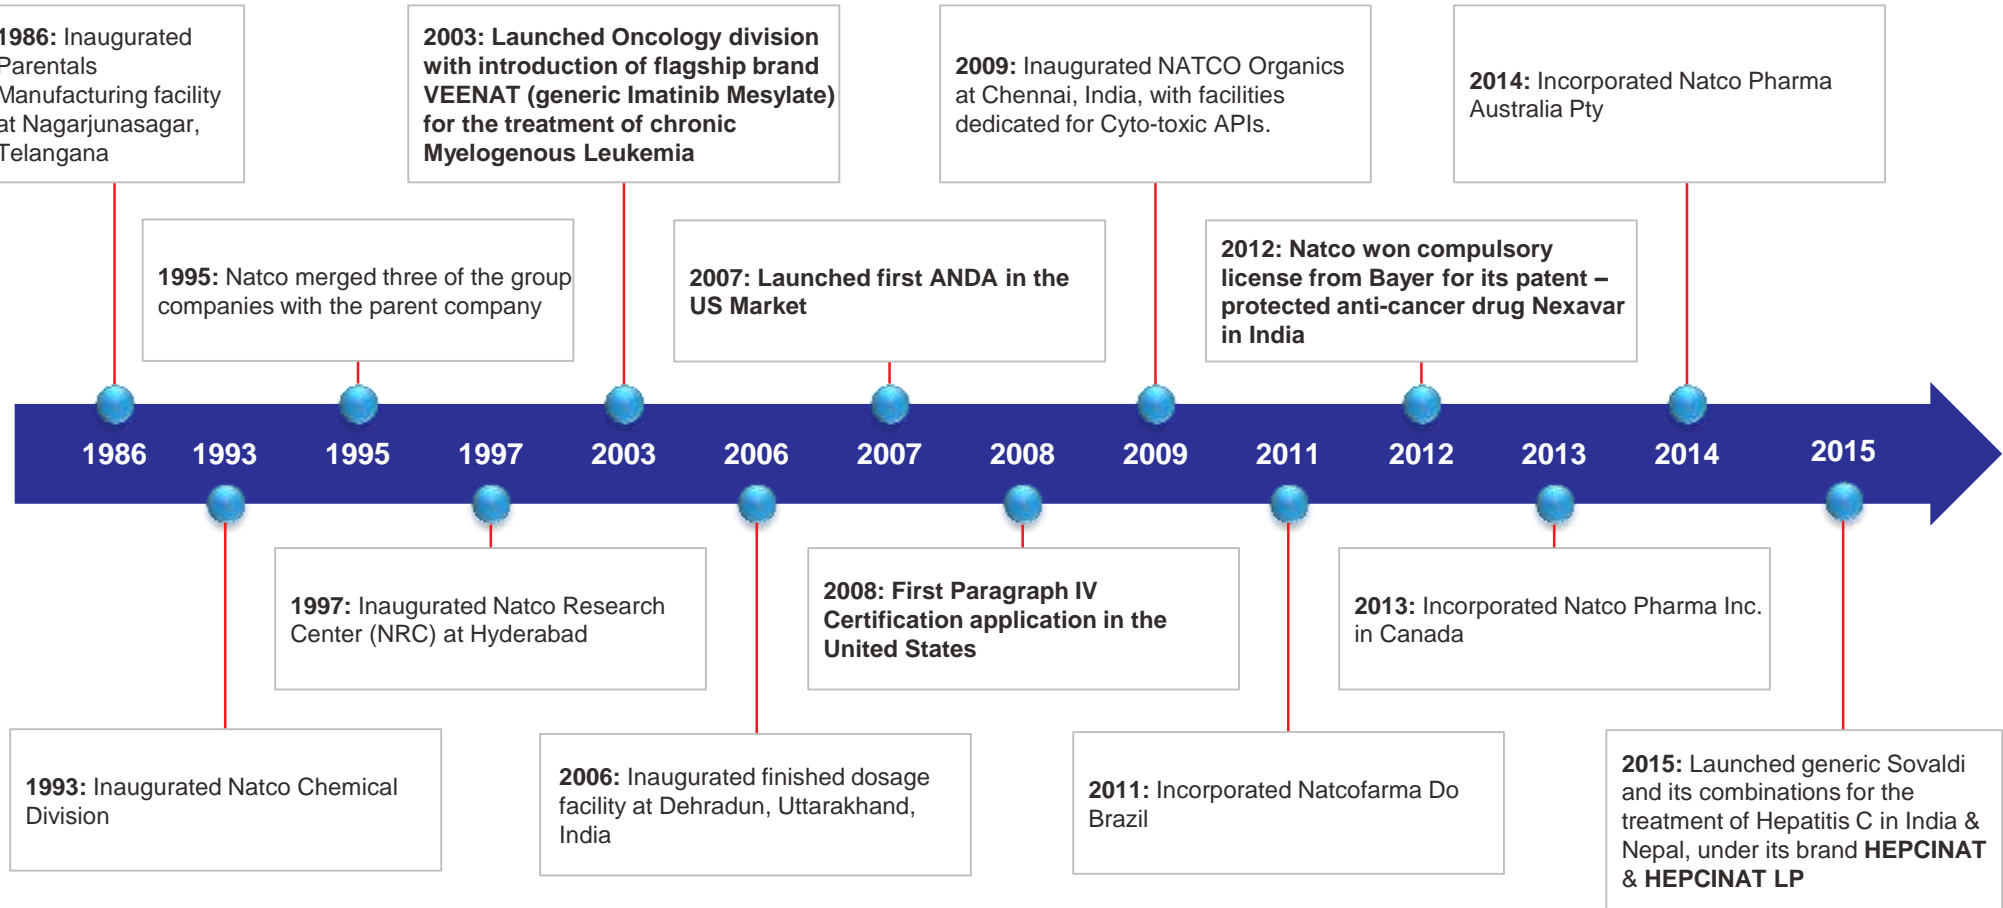 1986: Inaugurated
Parentals
Manufacturing facility
at Nagarjunasagar,
Telangana
2003: Launched Oncology division
with introduction of flagship brand
VEENAT (generic Imatinib Mesylate)
for the treatment of chronic
Myelogenous Leukemia
2009: Inaugurated NATCO Organics
at Chennai, India, with facilities
dedicated for Cyto-toxic APIs.
2014: Incorporated Natco Pharma
Australia Pty
1995: Natco merged three of the group
companies with the parent company
2007: Launched first ANDA in the
US Market
2012: Natco won compulsory
license from Bayer for its patent –
protected anti-cancer drug Nexavar
in India
1986 1993 1995 1997 2003 2006 2007 2008 2009 2011 2012 2013 2014 2015
1997: Inaugurated Natco Research
Center (NRC) at Hyderabad
2008: First Paragraph IV
Certification application in the
United States
2013: Incorporated Natco Pharma Inc.
in Canada
1993: Inaugurated Natco Chemical
Division
2006: Inaugurated finished dosage
facility at Dehradun, Uttarakhand,
India
2011: Incorporated Natcofarma Do
Brazil
2015: Launched generic Sovaldi
and its combinations for the
treatment of Hepatitis C in India &
Nepal, under its brand HEPCINAT
& HEPCINAT LP